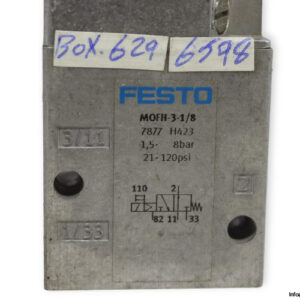 BOX.629 6598
FESTO
MOFH-3-1/8
7877 H423
1,5- 8bar
21-120psi
3/11
110 2
2
82 11 33
1/33